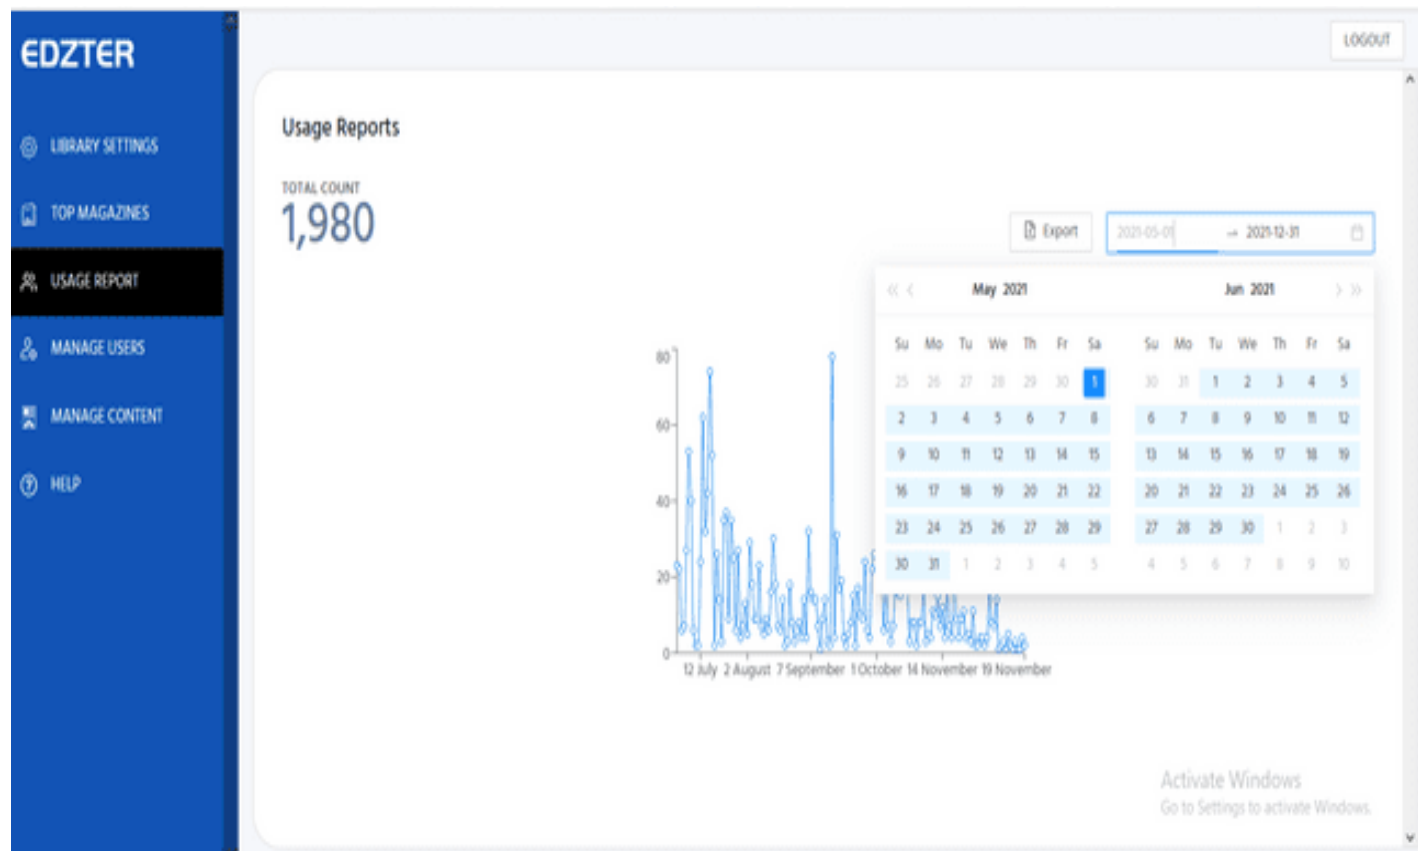 EDZTER
LOGOUT
LIBRARY SETTINGS
TOP MAGAZINES
USAGE REPORT
MANAGE USERS
MANAGE CONTENT
HELP
Usage Reports
TOTAL COUNT
1,980
Export
2021-05-01 → 2021-12-31
« ‹ May 2021
Su Mo Tu We Th Fr Sa
25 26 27 28 29 30 1
2 3 4 5 6 7 8
9 10 11 12 13 14 15
16 17 18 19 20 21 22
23 24 25 26 27 28 29
30 31 1 2 3 4 5
Jun 2021 › »
Su Mo Tu We Th Fr Sa
30 31 1 2 3 4 5
6 7 8 9 10 11 12
13 14 15 16 17 18 19
20 21 22 23 24 25 26
27 28 29 30 1 2 3
4 5 6 7 8 9 10
80
60
40
20
0
12 July 2 August 7 September 1 October 14 November 19 November
Activate Windows
Go to Settings to activate Windows.